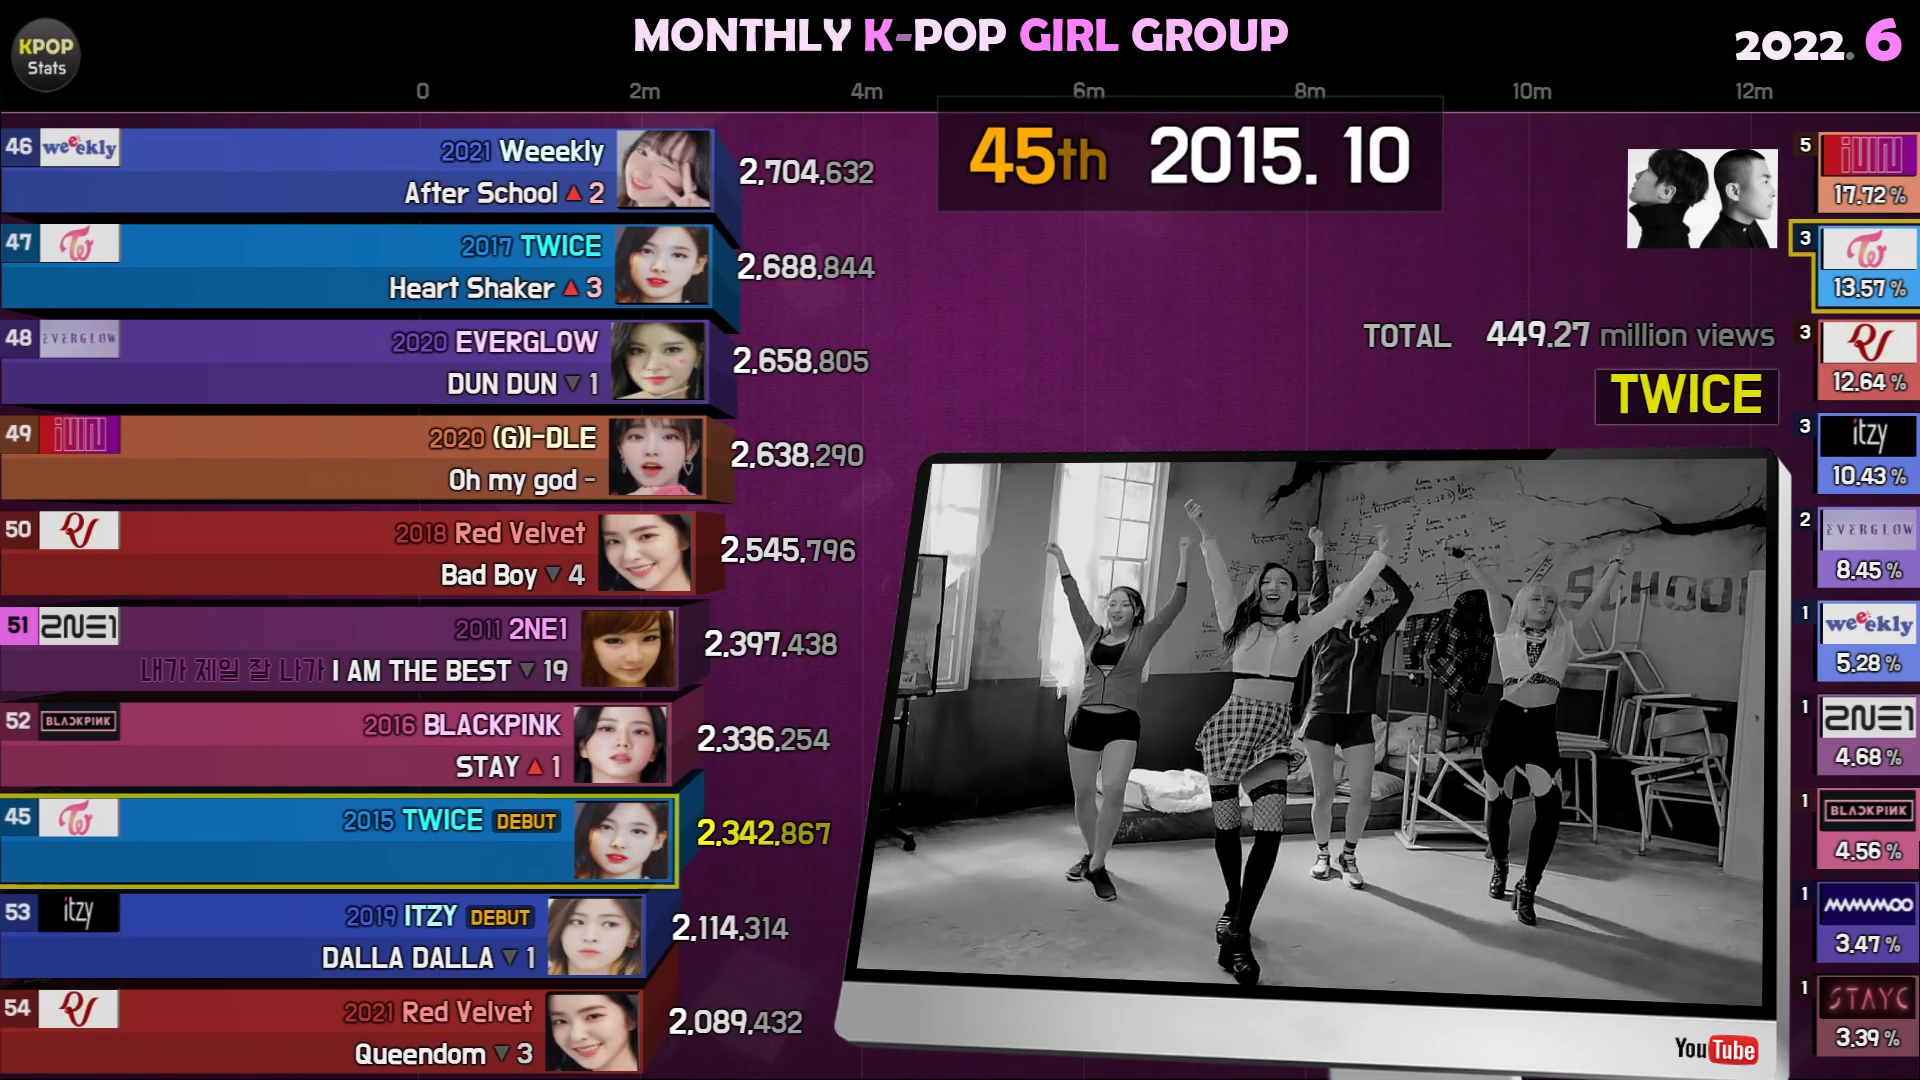 KPOP
Stats
MONTHLY K-POP GIRL GROUP
2022. 6
0 2m 4m 6m 8m 10m 12m
45th 2015. 10
46 weeekly 2021 Weeekly
After School ▲ 2
2,704,632
47 2017 TWICE
Heart Shaker ▲ 3
2,688,844
48 EVERGLOW 2020 EVERGLOW
DUN DUN ▼ 1
2,658,805
49 2020 (G)I-DLE
Oh my god -
2,638,290
50 2018 Red Velvet
Bad Boy ▼ 4
2,545,796
51 2NE1 2011 2NE1
내가 제일 잘 나가 I AM THE BEST ▼ 19
2,397,438
52 BLACKPINK 2016 BLACKPINK
STAY ▲ 1
2,336,254
45 2015 TWICE DEBUT
2,342,867
53 itzy 2019 ITZY DEBUT
DALLA DALLA ▼ 1
2,114,314
54 2021 Red Velvet
Queendom ▼ 3
2,089,432
TOTAL 449.27 million views
TWICE
SCHOOL
YouTube
5
17.72 %
3
13.57 %
3
12.64 %
3 itzy
10.43 %
2 EVERGLOW
8.45 %
1 weeekly
5.28 %
1 2NE1
4.68 %
1 BLACKPINK
4.56 %
1 MAMAMOO
3.47 %
1 STAYC
3.39 %